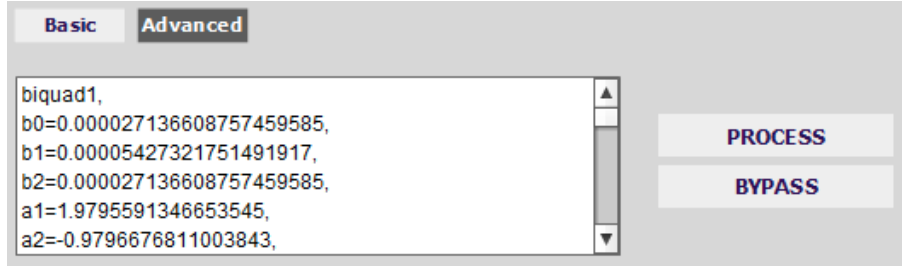 Basic Advanced
biquad1,
b0=0.000027136608757459585,
b1=0.00005427321751491917,
b2=0.000027136608757459585,
a1=1.9795591346653545,
a2=-0.9796676811003843,
PROCESS
BYPASS